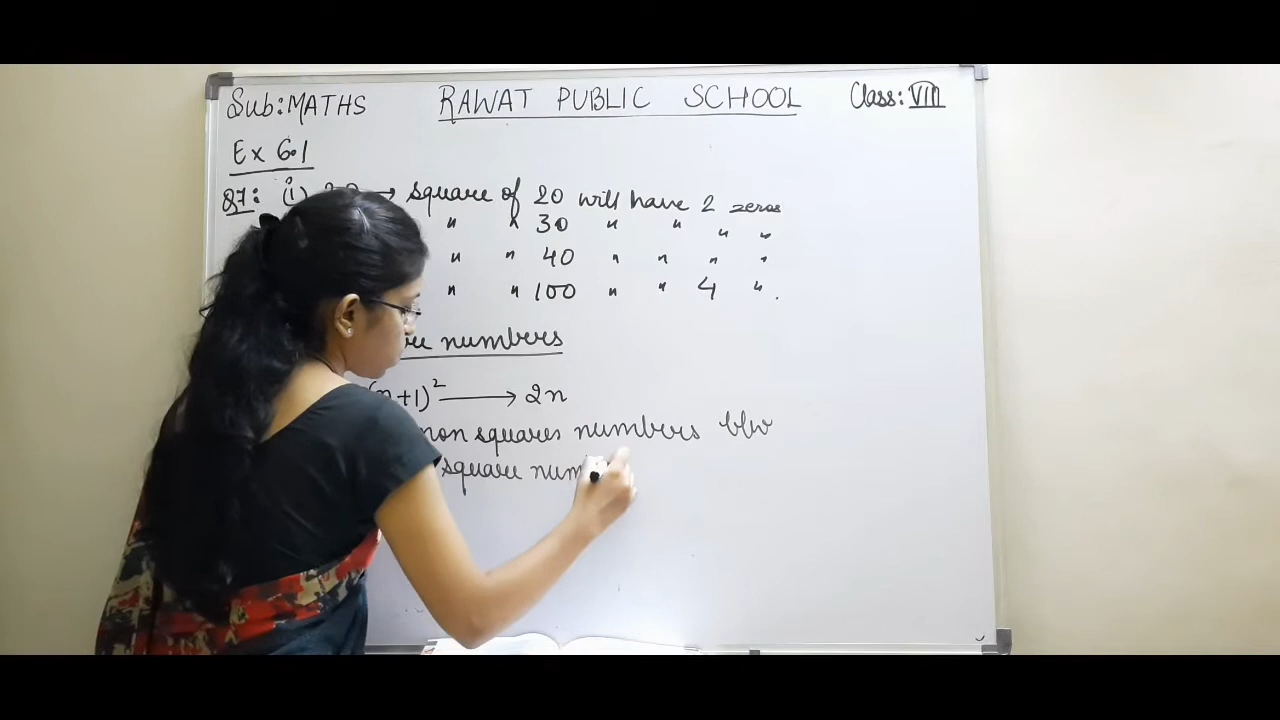 Sub: MATHS RAWAT PUBLIC SCHOOL Class: VIII
Ex 6.1
Q7: (i) 20 → square of 20 will have 2 zeros
" " 30 " " " "
" " 40 " " " "
" " 100 " " 4 ".
numbers
(n+1)² → 2n
non squares numbers b/w
square num